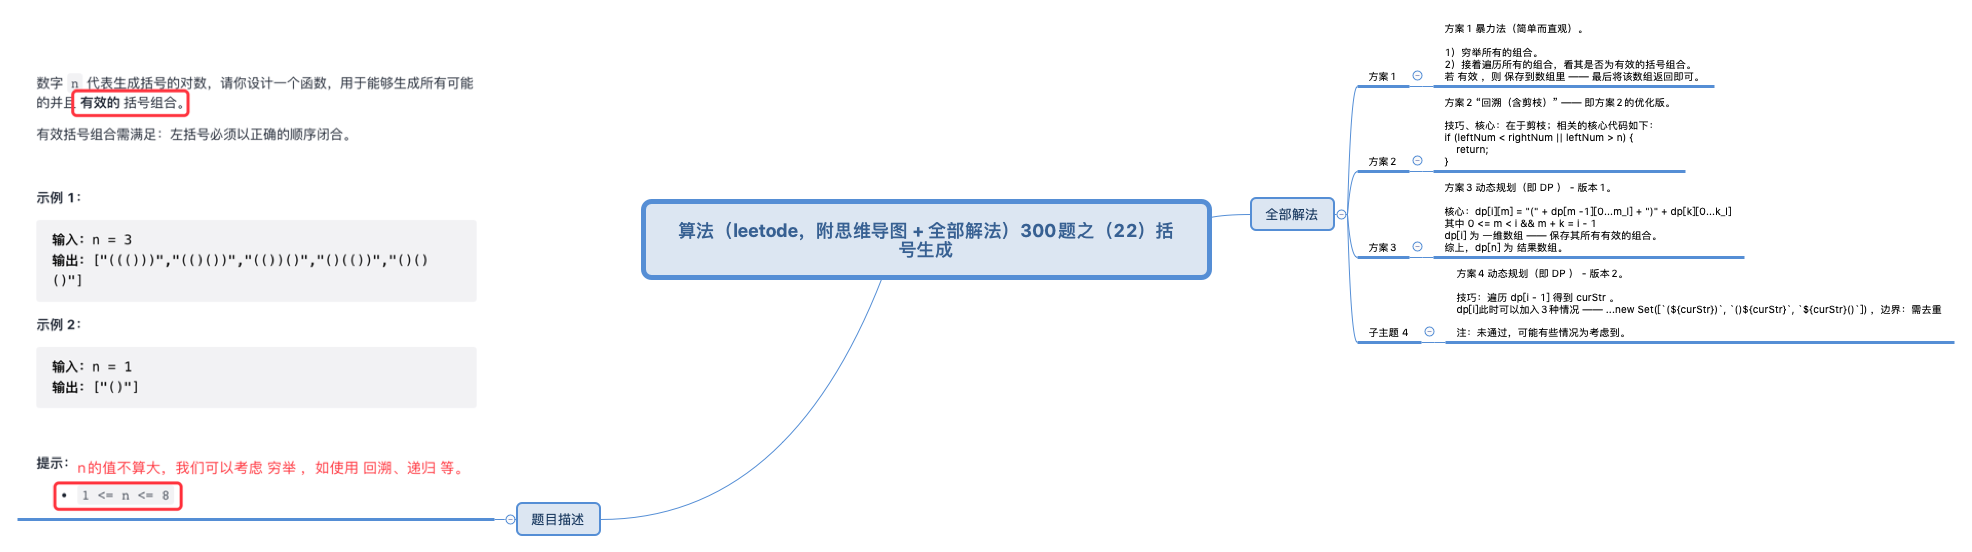 数字 n 代表生成括号的对数，请你设计一个函数，用于能够生成所有可能
的并且 有效的 括号组合。
有效括号组合需满足：左括号必须以正确的顺序闭合。
示例 1：
输入：n = 3
输出：["((()))","(()())","(())()","()(())","()()
()"]
示例 2：
输入：n = 1
输出：["()"]
提示：
n的值不算大，我们可以考虑 穷举 ，如使用 回溯、递归 等。
• 1 <= n <= 8
题目描述
算法（leetode，附思维导图 + 全部解法）300题之（22）括
号生成
全部解法
方案 1
方案 1 暴力法（简单而直观）。
1）穷举所有的组合。
2）接着遍历所有的组合，看其是否为有效的括号组合。
若 有效 ，则 保存到数组里 —— 最后将该数组返回即可。
方案 2
方案 2 “回溯（含剪枝）” —— 即方案 2 的优化版。
技巧、核心：在于剪枝；相关的核心代码如下：
if (leftNum < rightNum || leftNum > n) {
return;
}
方案 3
方案 3 动态规划（即 DP ） - 版本 1。
核心：dp[i][m] = "(" + dp[m -1][0...m_l] + ")" + dp[k][0...k_l]
其中 0 <= m < i && m + k = i - 1
dp[i] 为 一维数组 —— 保存其所有有效的组合。
综上，dp[n] 为 结果数组。
子主题 4
方案 4 动态规划（即 DP ） - 版本 2。
技巧：遍历 dp[i - 1] 得到 curStr 。
dp[i]此时可以加入 3 种情况 —— ...new Set([`(${curStr})`, `()${curStr}`, `${curStr}()`]) ，边界：需去重
注：未通过，可能有些情况为考虑到。